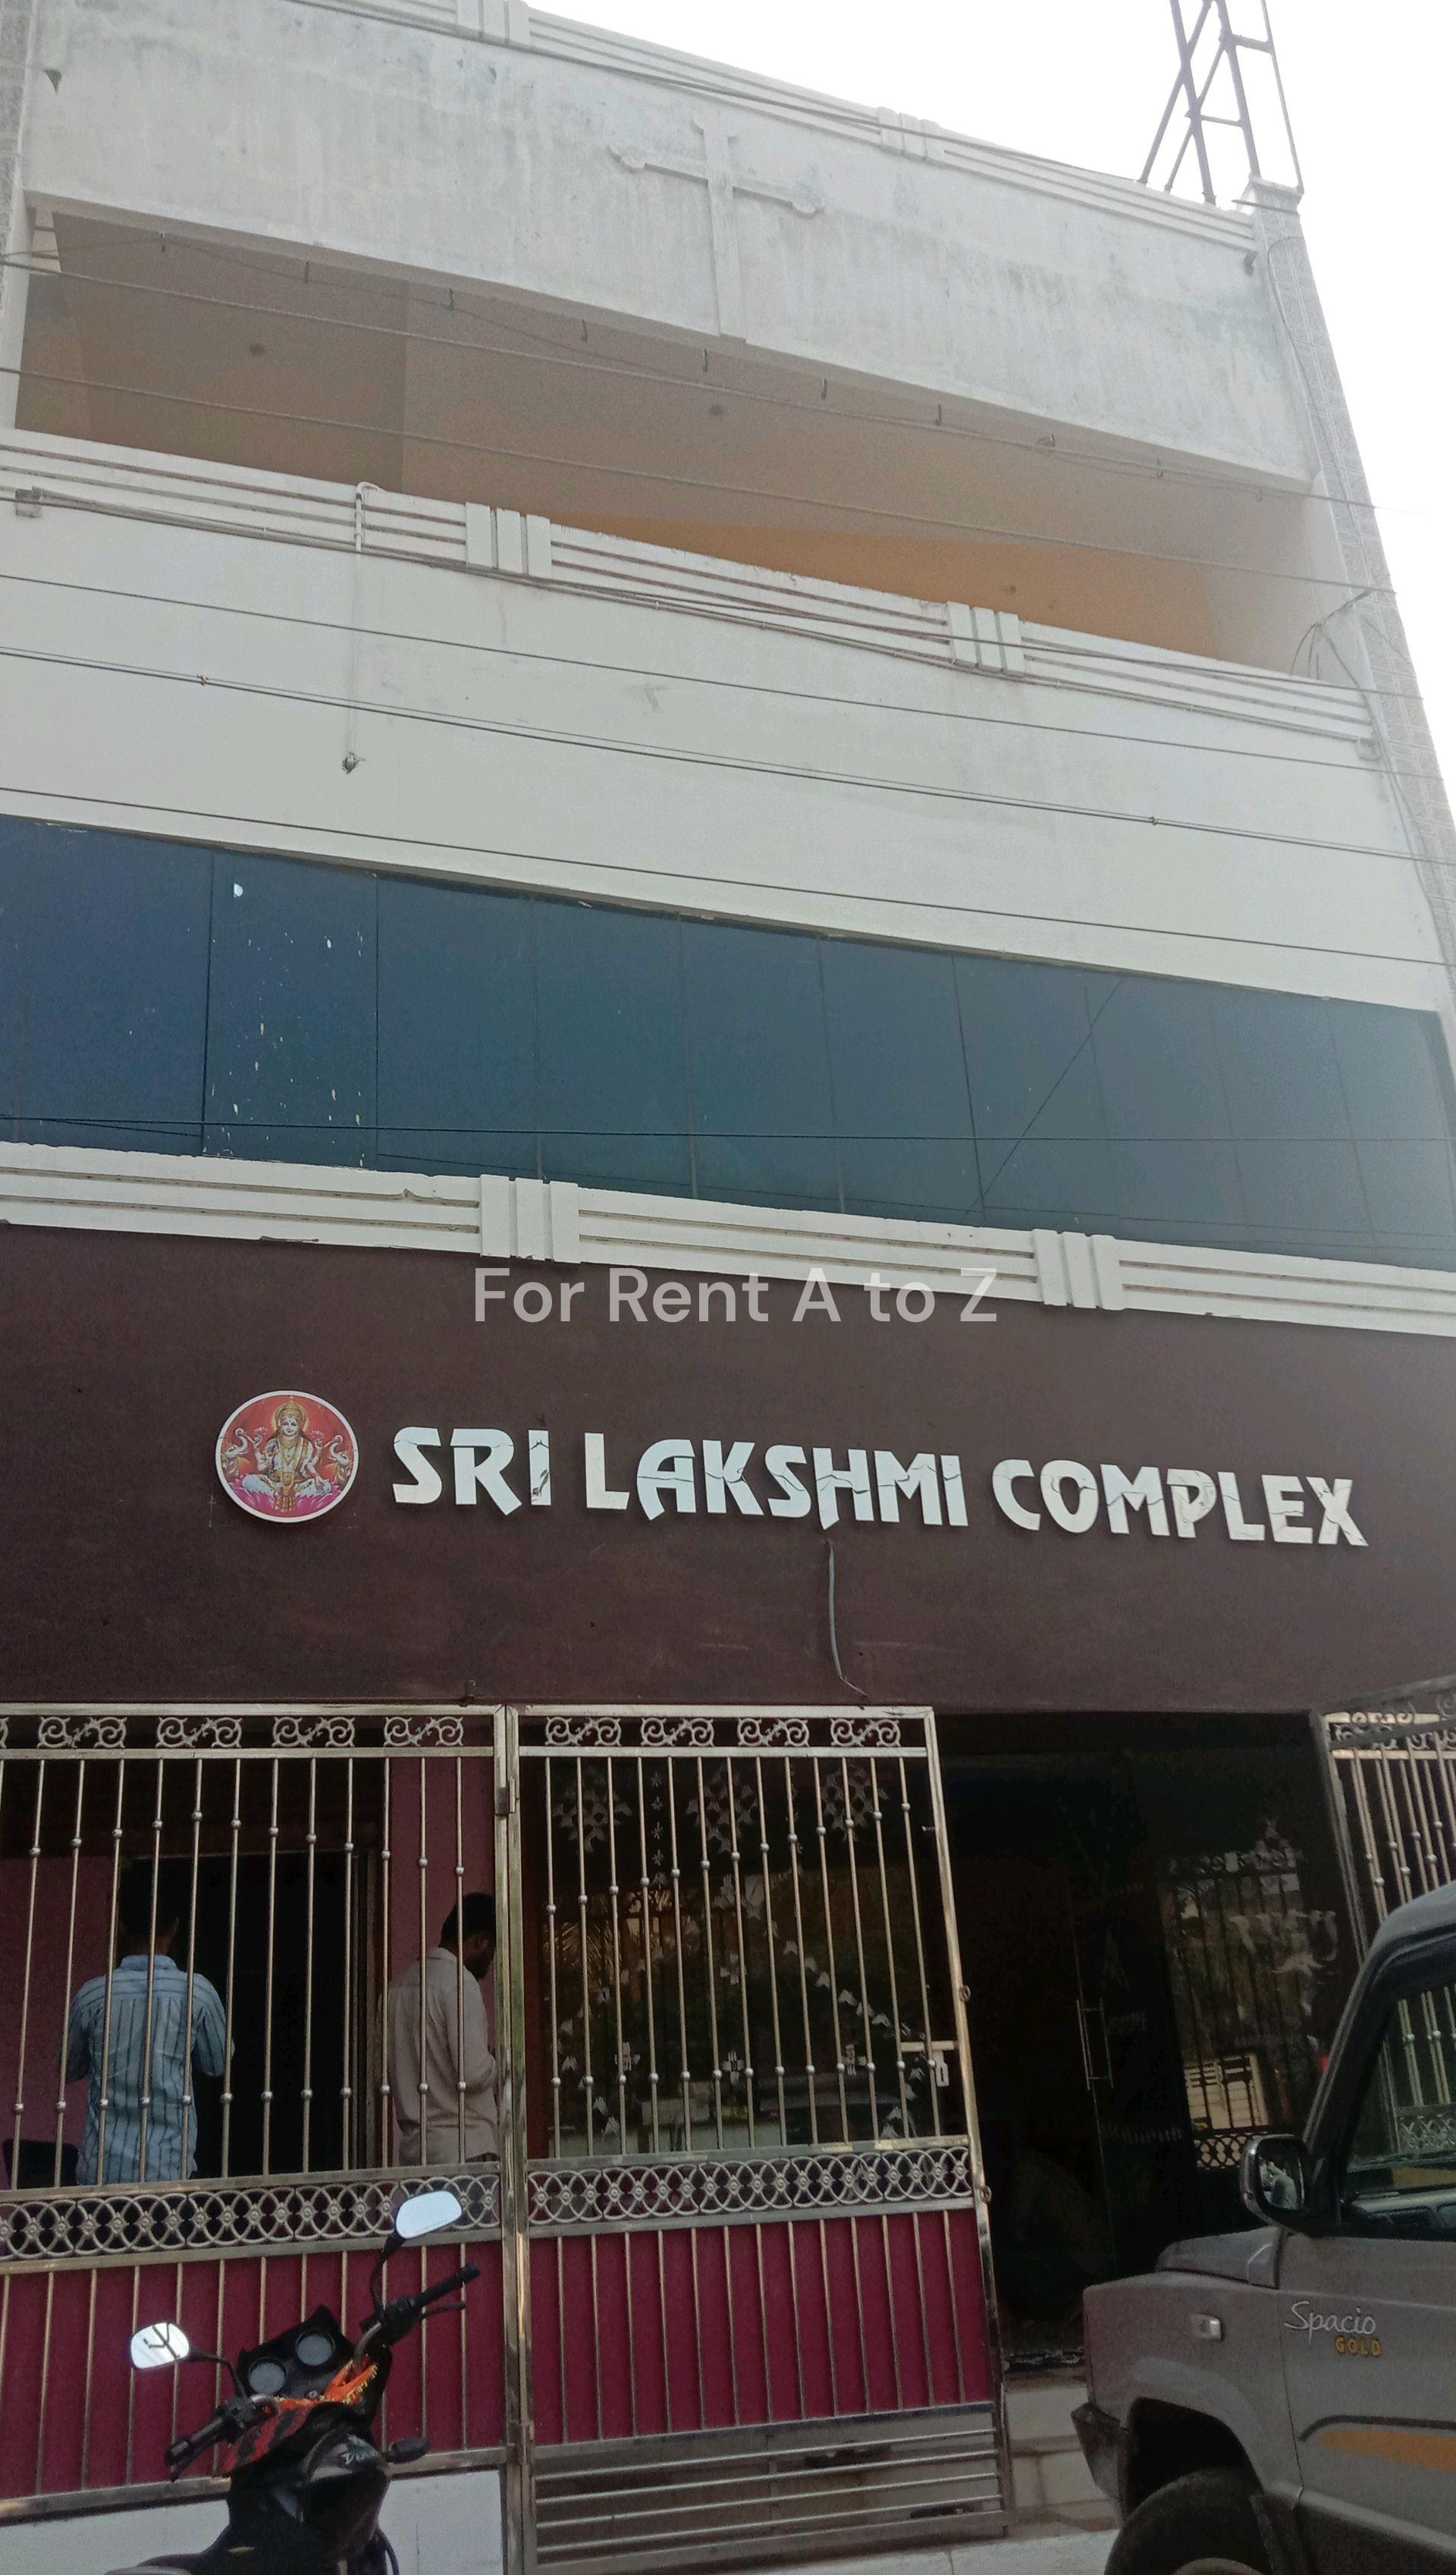 For Rent A to Z
SRI LAKSHMI COMPLEX
Spacio
GOLD